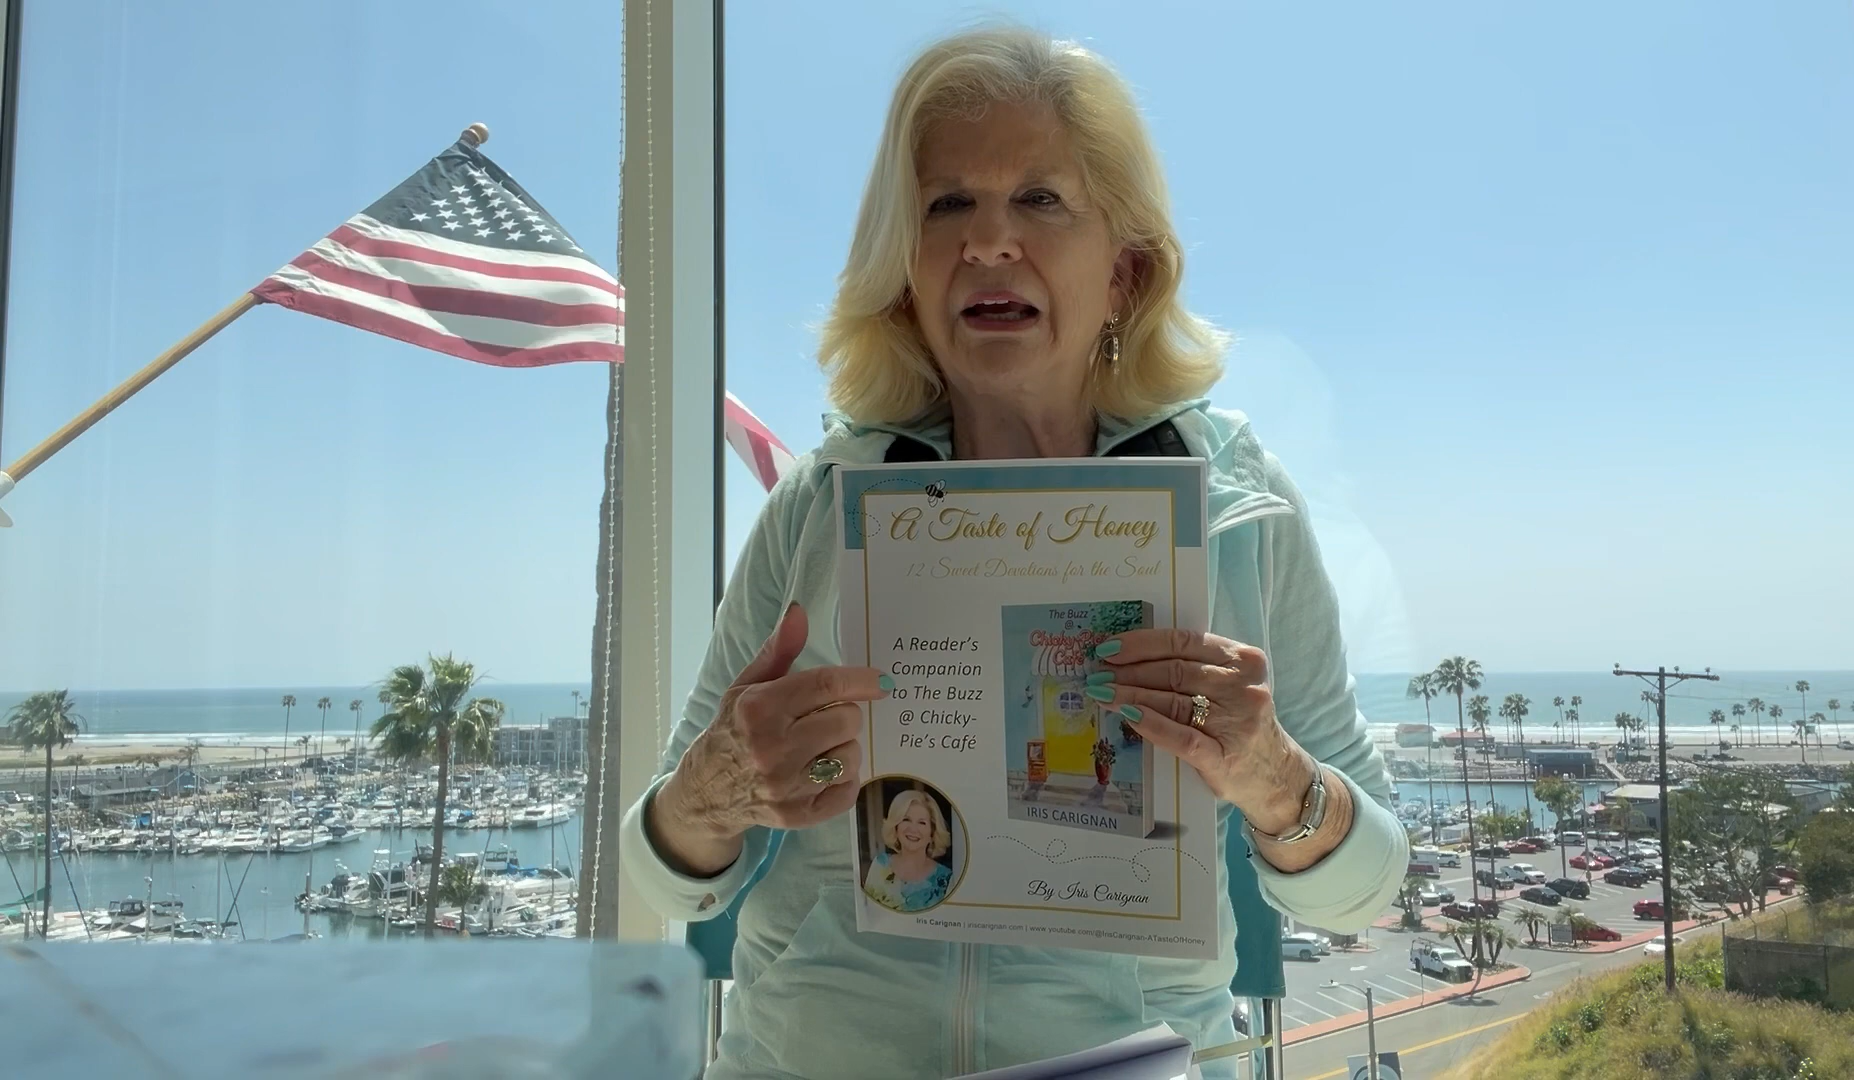 A Taste of Honey
12 Sweet Devotions for the Soul
A Reader's
Companion
to The Buzz
@ Chicky-
Pie's Café
The Buzz
@
Chicky-Pie's
Café
IRIS CARIGNAN
By Iris Carignan
Iris Carignan | iriscarignan.com | www.youtube.com/@IrisCarignan-ATasteOfHoney